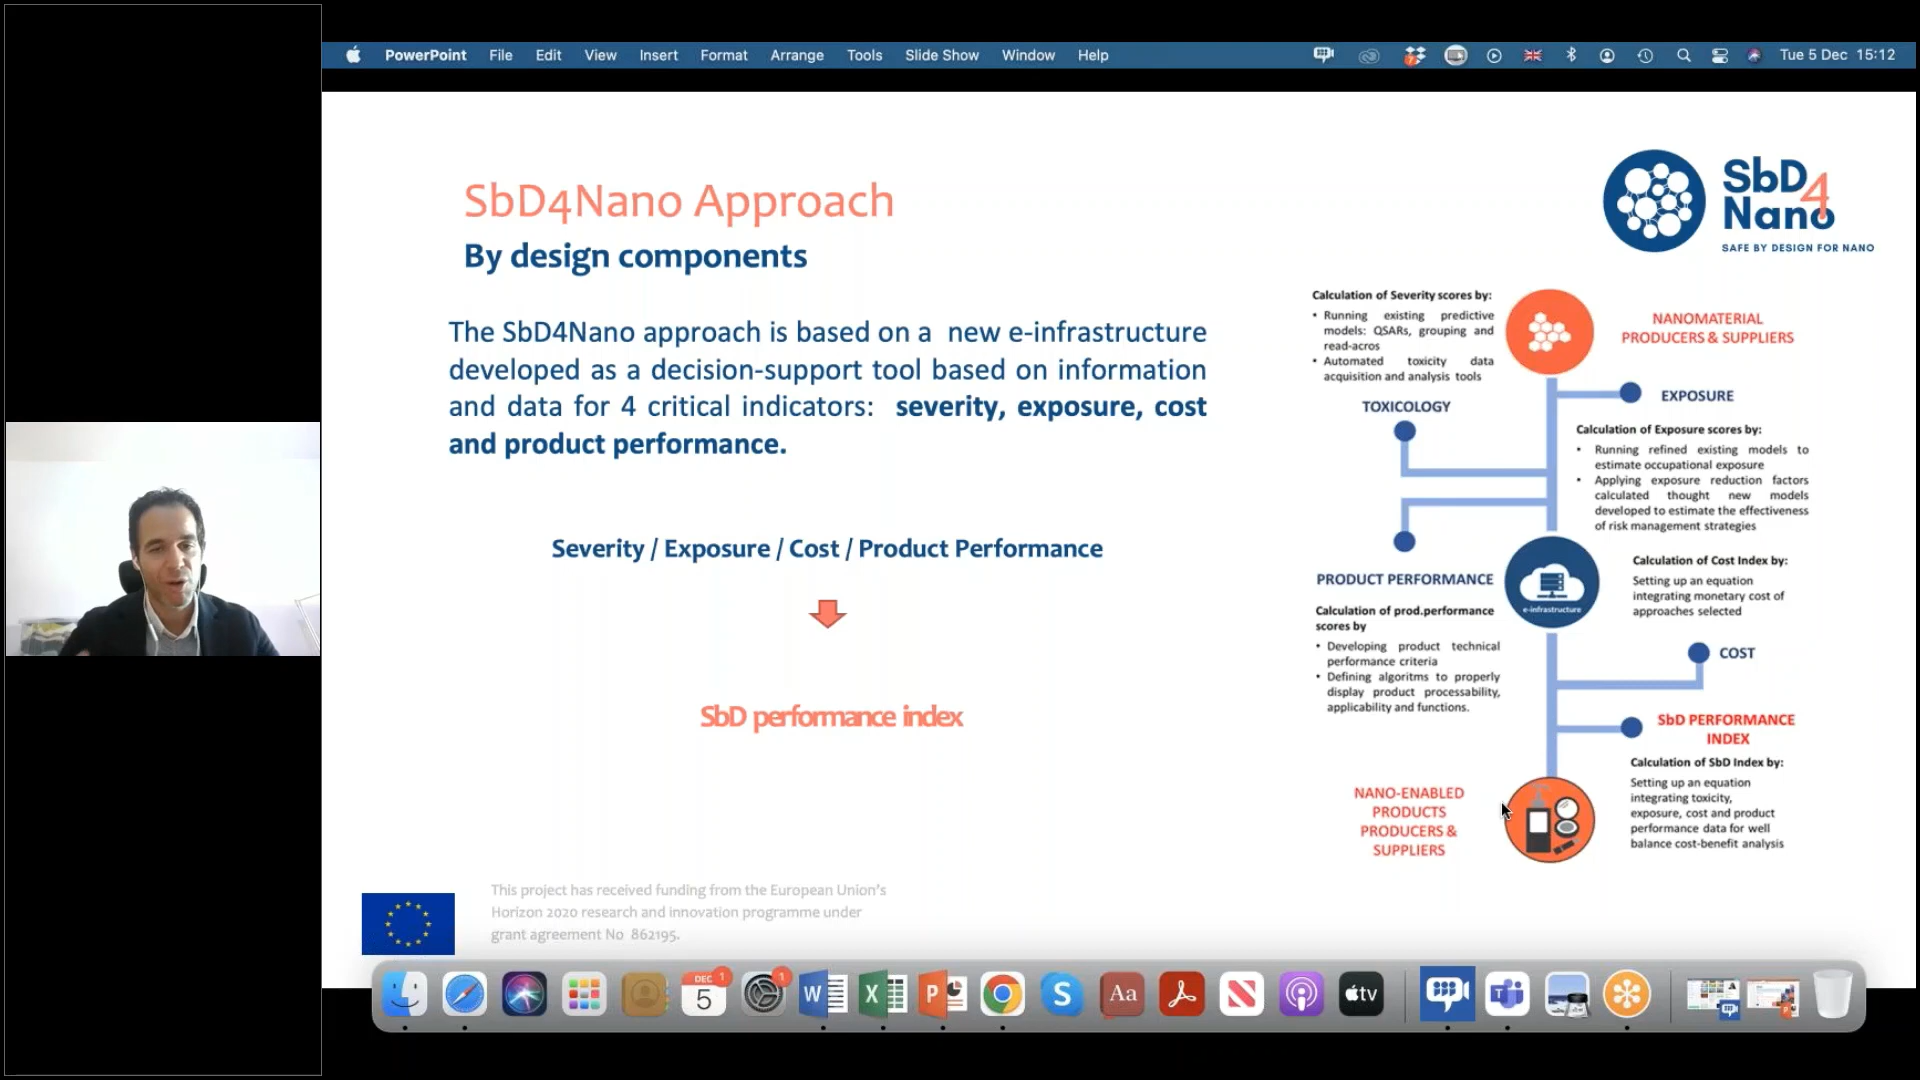 PowerPoint File Edit View Insert Format Arrange Tools Slide Show Window Help
Tue 5 Dec 15:12
SbD4Nano Approach
By design components
SbD4
Nano
SAFE BY DESIGN FOR NANO
The SbD4Nano approach is based on a new e-infrastructure
developed as a decision-support tool based on information
and data for 4 critical indicators: severity, exposure, cost
and product performance.
Severity / Exposure / Cost / Product Performance
SbD performance index
Calculation of Severity scores by:
• Running existing predictive
models: QSARs, grouping and
read-acros
• Automated toxicity data
acquisition and analysis tools
TOXICOLOGY
NANOMATERIAL
PRODUCERS & SUPPLIERS
EXPOSURE
Calculation of Exposure scores by:
• Running refined existing models to
estimate occupational exposure
• Applying exposure reduction factors
calculated thought new models
developed to estimate the effectiveness
of risk management strategies
PRODUCT PERFORMANCE
Calculation of prod.performance
scores by
• Developing product technical
performance criteria
• Defining algoritms to properly
display product processability,
applicability and functions.
e-infrastructure
Calculation of Cost Index by:
Setting up an equation
integrating monetary cost of
approaches selected
COST
SbD PERFORMANCE
INDEX
Calculation of SbD Index by:
Setting up an equation
integrating toxicity,
exposure, cost and product
performance data for well
balance cost-benefit analysis
NANO-ENABLED
PRODUCTS
PRODUCERS &
SUPPLIERS
This project has received funding from the European Union's
Horizon 2020 research and innovation programme under
grant agreement No 862195.
DEC 1
5
1
W
X
P
S
Aa
tv
T